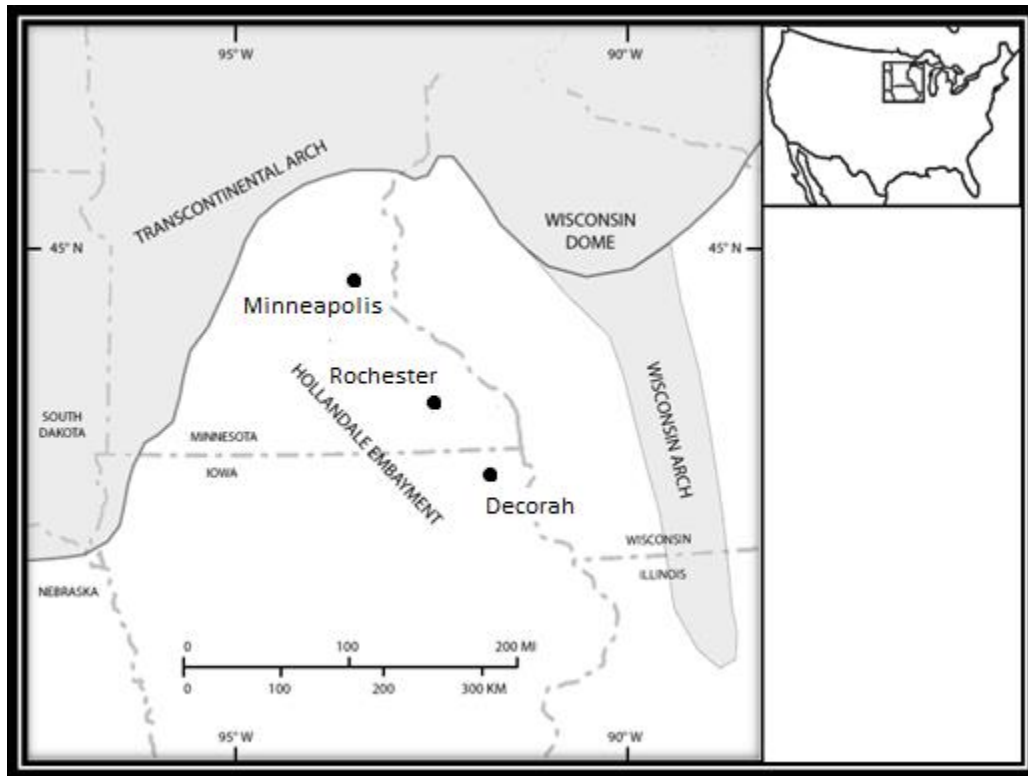 95° W
90° W
TRANSCONTINENTAL ARCH
WISCONSIN
DOME
45° N
45° N
Minneapolis
Rochester
HOLLANDALE EMBAYMENT
WISCONSIN ARCH
SOUTH
DAKOTA
MINNESOTA
IOWA
Decorah
WISCONSIN
ILLINOIS
NEBRASKA
0
100
200 MI
0
100
200
300 KM
95° W
90° W